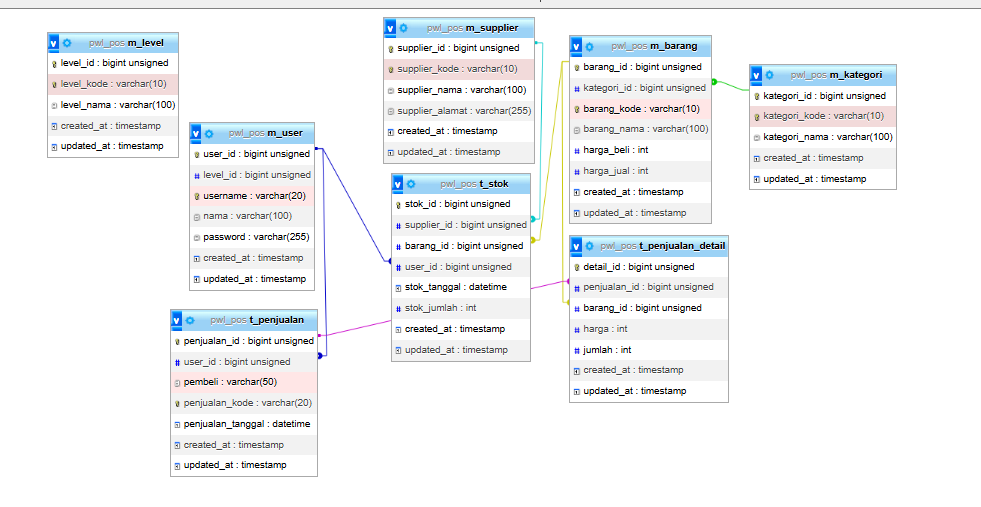 pwl_pos m_level
level_id : bigint unsigned
level_kode : varchar(10)
level_nama : varchar(100)
created_at : timestamp
updated_at : timestamp
pwl_pos m_user
user_id : bigint unsigned
level_id : bigint unsigned
username : varchar(20)
nama : varchar(100)
password : varchar(255)
created_at : timestamp
updated_at : timestamp
pwl_pos t_penjualan
penjualan_id : bigint unsigned
user_id : bigint unsigned
pembeli : varchar(50)
penjualan_kode : varchar(20)
penjualan_tanggal : datetime
created_at : timestamp
updated_at : timestamp
pwl_pos m_supplier
supplier_id : bigint unsigned
supplier_kode : varchar(10)
supplier_nama : varchar(100)
supplier_alamat : varchar(255)
created_at : timestamp
updated_at : timestamp
pwl_pos t_stok
stok_id : bigint unsigned
supplier_id : bigint unsigned
barang_id : bigint unsigned
user_id : bigint unsigned
stok_tanggal : datetime
stok_jumlah : int
created_at : timestamp
updated_at : timestamp
pwl_pos m_barang
barang_id : bigint unsigned
kategori_id : bigint unsigned
barang_kode : varchar(10)
barang_nama : varchar(100)
harga_beli : int
harga_jual : int
created_at : timestamp
updated_at : timestamp
pwl_pos t_penjualan_detail
detail_id : bigint unsigned
penjualan_id : bigint unsigned
barang_id : bigint unsigned
harga : int
jumlah : int
created_at : timestamp
updated_at : timestamp
pwl_pos m_kategori
kategori_id : bigint unsigned
kategori_kode : varchar(10)
kategori_nama : varchar(100)
created_at : timestamp
updated_at : timestamp